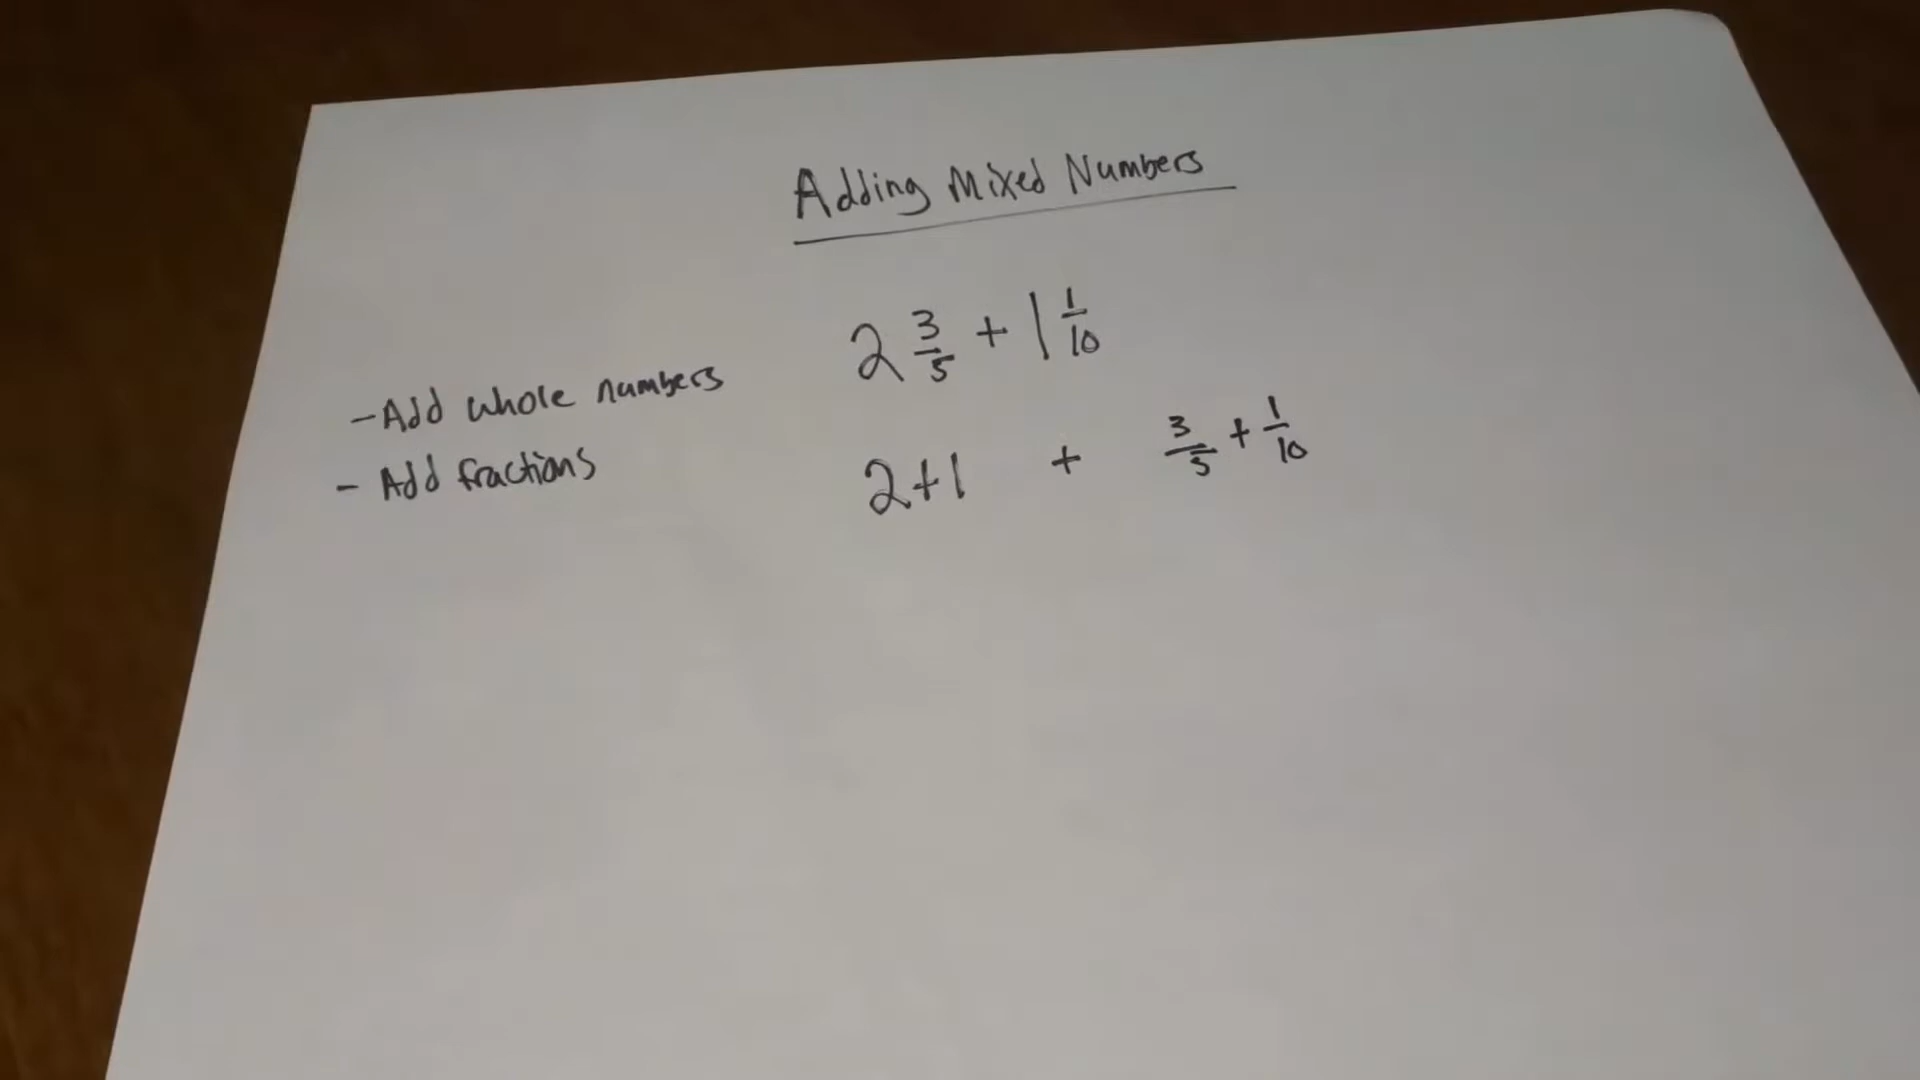 Adding Mixed Numbers
2 3/5 + 1 1/10
- Add whole numbers
2+1 + 3/5 + 1/10
- Add fractions